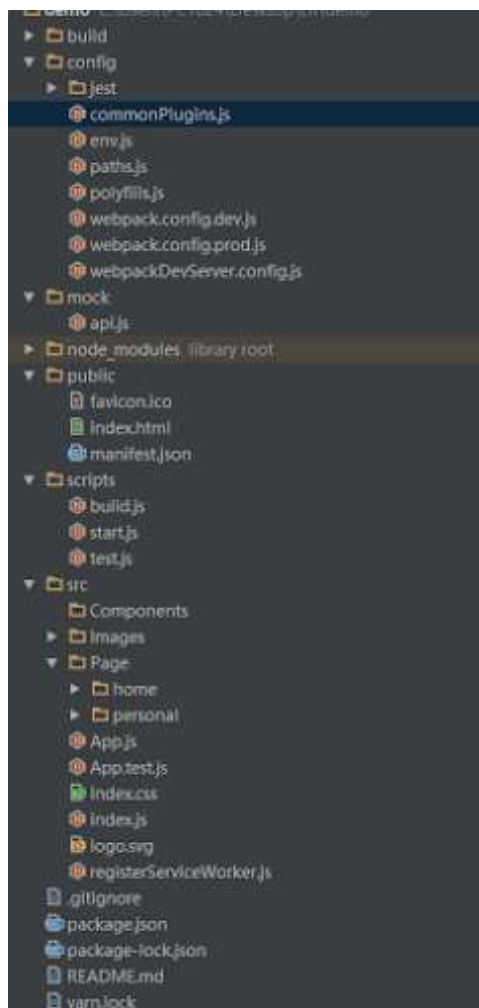 demo
build
config
jest
commonPlugins.js
env.js
paths.js
polyfills.js
webpack.config.dev.js
webpack.config.prod.js
webpackDevServer.config.js
mock
api.js
node_modules library root
public
favicon.ico
index.html
manifest.json
scripts
build.js
start.js
test.js
src
Components
Images
Page
home
personal
App.js
App.test.js
index.css
index.js
logo.svg
registerServiceWorker.js
.gitignore
package.json
package-lock.json
README.md
yarn.lock